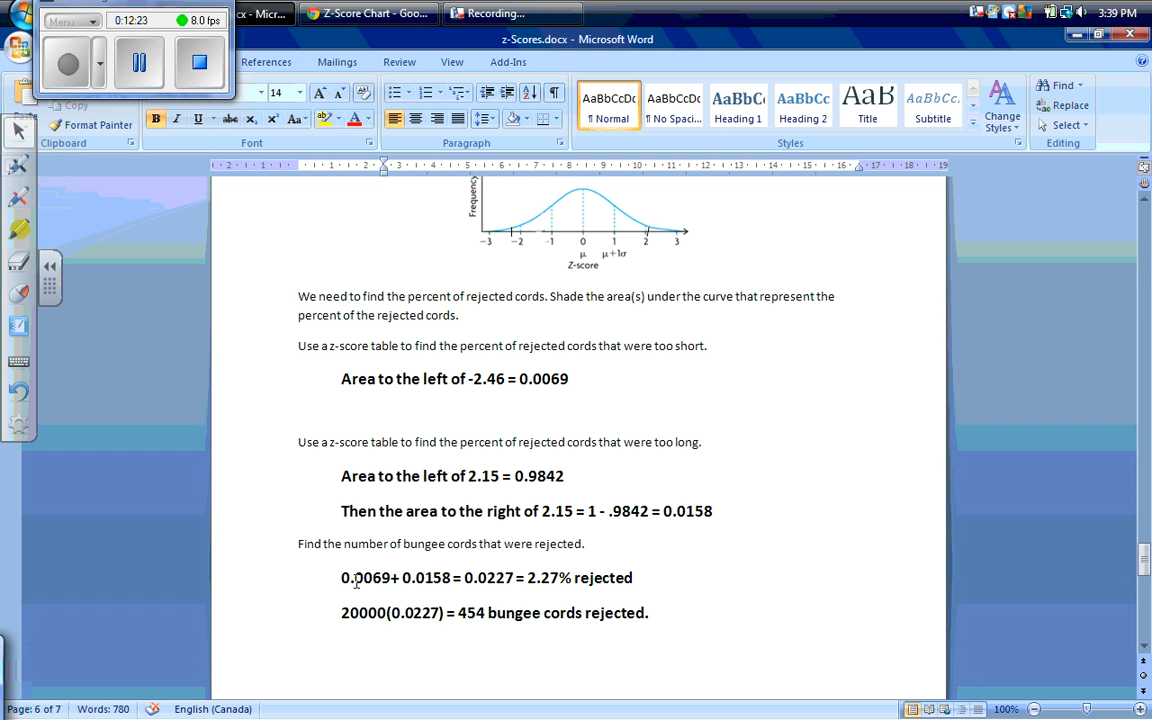 Menu
0:12:23
8.0 fps
cx - Micr...
Z-Score Chart - Goo...
Recording...
3:39 PM
z-Scores.docx - Microsoft Word
References
Mailings
Review
View
Add-Ins
Copy
Format Painter
Clipboard
14
Font
Paragraph
AaBbCcDc
¶ Normal
AaBbCcDc
¶ No Spaci...
AaBbC
Heading 1
AaBbCc
Heading 2
AaB
Title
AaBbCc.
Subtitle
Change
Styles
Styles
Find
Replace
Select
Editing
Frequency
−3 −2 −1 0 1 2 3
μ μ+1σ
Z-score
We need to find the percent of rejected cords. Shade the area(s) under the curve that represent the
percent of the rejected cords.
Use a z-score table to find the percent of rejected cords that were too short.
Area to the left of -2.46 = 0.0069
Use a z-score table to find the percent of rejected cords that were too long.
Area to the left of 2.15 = 0.9842
Then the area to the right of 2.15 = 1 - .9842 = 0.0158
Find the number of bungee cords that were rejected.
0.0069+ 0.0158 = 0.0227 = 2.27% rejected
20000(0.0227) = 454 bungee cords rejected.
Page: 6 of 7
Words: 780
English (Canada)
100%